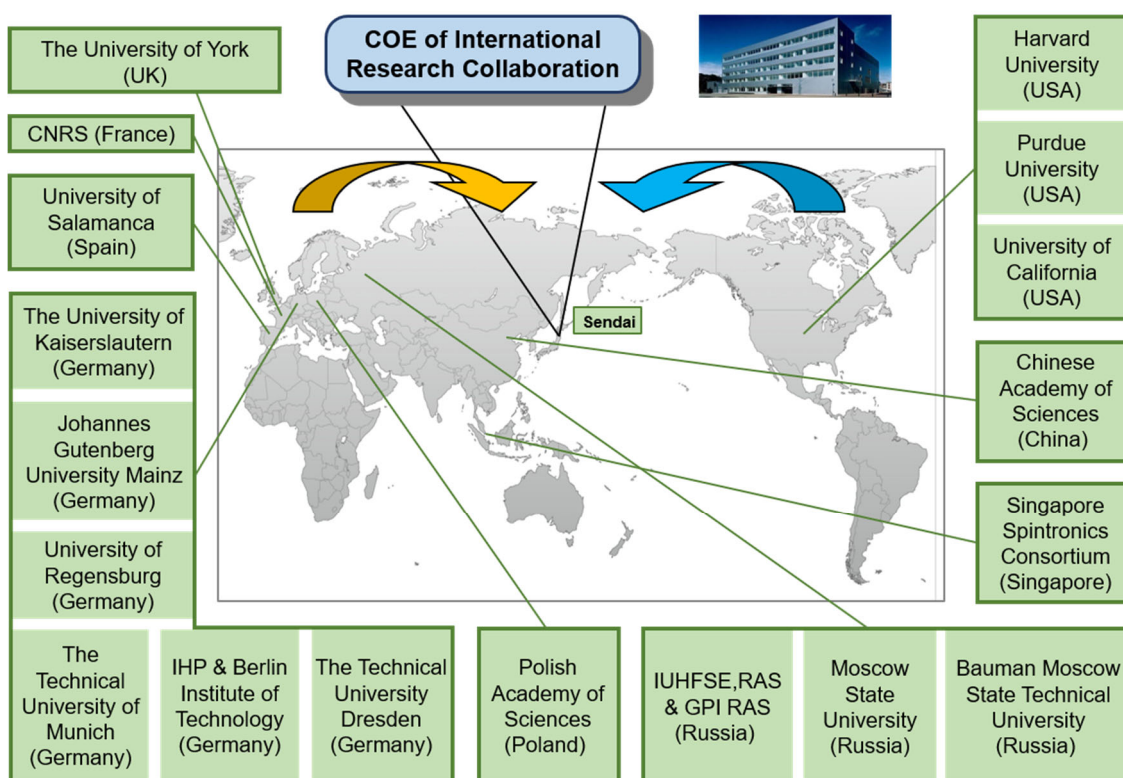 The University of York
(UK)
COE of International
Research Collaboration
Harvard
University
(USA)
CNRS (France)
Purdue
University
(USA)
University of
Salamanca
(Spain)
University of
California
(USA)
Sendai
The University of
Kaiserslautern
(Germany)
Chinese
Academy of
Sciences
(China)
Johannes
Gutenberg
University Mainz
(Germany)
Singapore
Spintronics
Consortium
(Singapore)
University of
Regensburg
(Germany)
The
Technical
University of
Munich
(Germany)
IHP & Berlin
Institute of
Technology
(Germany)
The Technical
University
Dresden
(Germany)
Polish
Academy of
Sciences
(Poland)
IUHFSE,RAS
& GPI RAS
(Russia)
Moscow
State
University
(Russia)
Bauman Moscow
State Technical
University
(Russia)